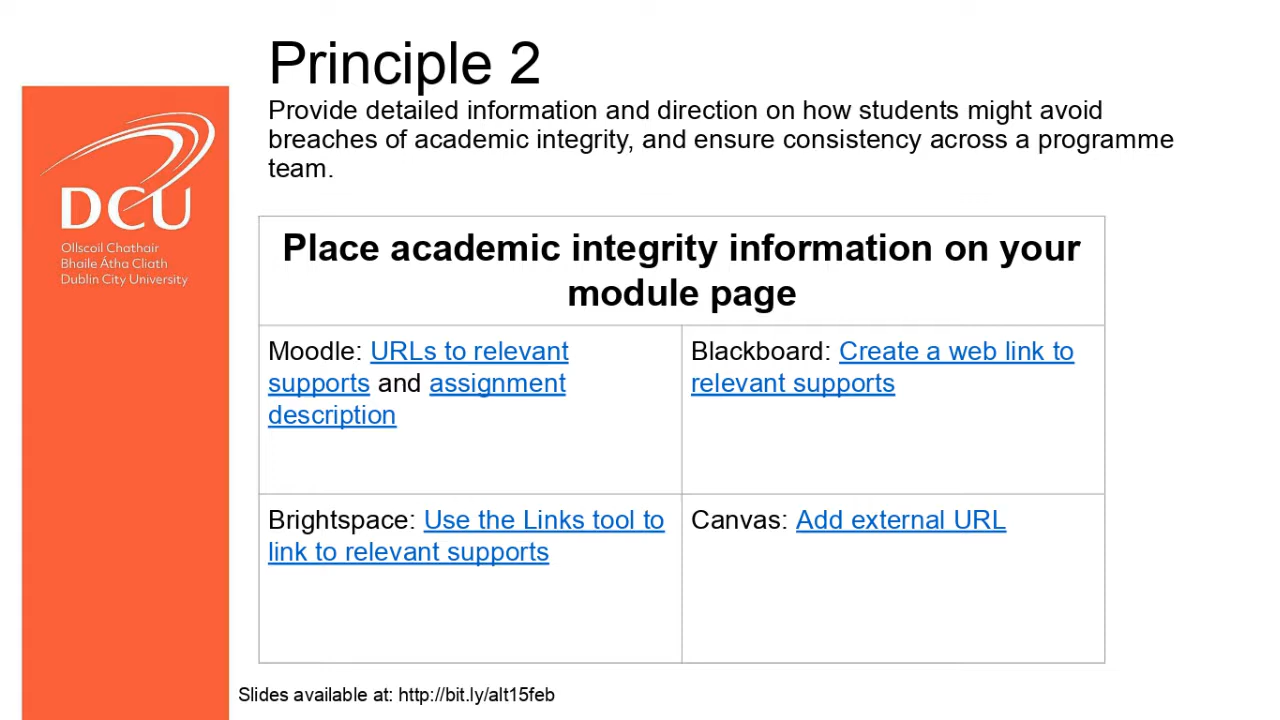 Principle 2
Provide detailed information and direction on how students might avoid
breaches of academic integrity, and ensure consistency across a programme
team.
DCU
Ollscoil Chathair
Bhaile Átha Cliath
Dublin City University
Place academic integrity information on your
module page
Moodle: URLs to relevant
supports and assignment
description
Blackboard: Create a web link to
relevant supports
Brightspace: Use the Links tool to
link to relevant supports
Canvas: Add external URL
Slides available at: http://bit.ly/alt15feb